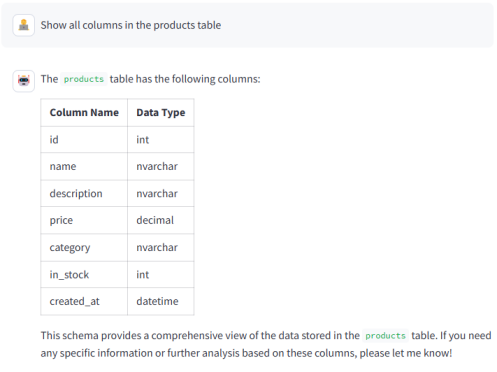 Show all columns in the products table
The products table has the following columns:
Column Name Data Type
id int
name nvarchar
description nvarchar
price decimal
category nvarchar
in_stock int
created_at datetime
This schema provides a comprehensive view of the data stored in the products table. If you need
any specific information or further analysis based on these columns, please let me know!